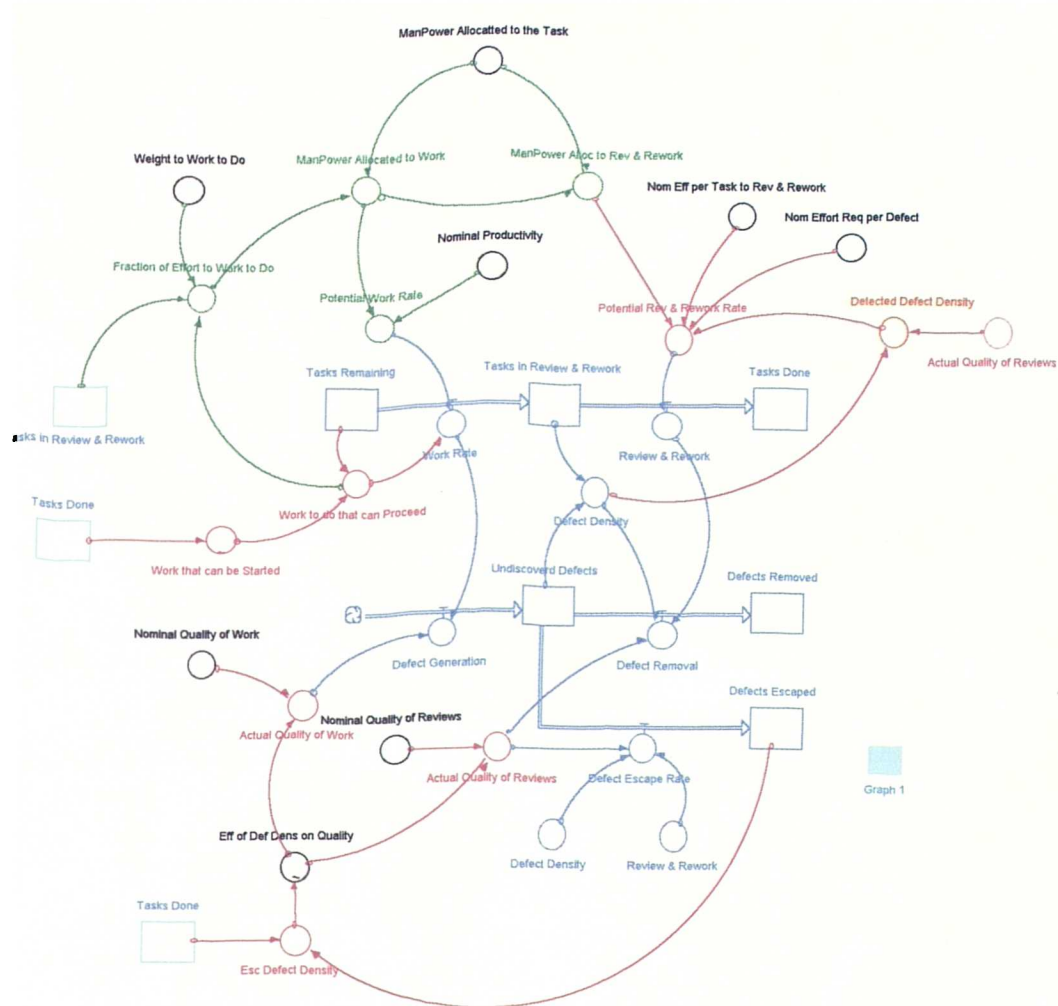 ManPower Allocatted to the Task
Weight to Work to Do
ManPower Allocated to Work
ManPower Alloc to Rev & Rework
Nom Eff per Task to Rev & Rework
Nom Effort Req per Defect
Nominal Productivity
Fraction of Effort to Work to Do
Potential Work Rate
Potential Rev & Rework Rate
Detected Defect Density
Actual Quality of Reviews
Tasks Remaining
Tasks in Review & Rework
Tasks Done
asks in Review & Rework
Work Rate
Review & Rework
Tasks Done
Work to do that can Proceed
Defect Density
Work that can be Started
Undiscoverd Defects
Defects Removed
Nominal Quality of Work
Defect Generation
Defect Removal
Defects Escaped
Nominal Quality of Reviews
Actual Quality of Work
Actual Quality of Reviews
Defect Escape Rate
Graph 1
Eff of Def Dens on Quality
Defect Density
Review & Rework
Tasks Done
Esc Defect Density